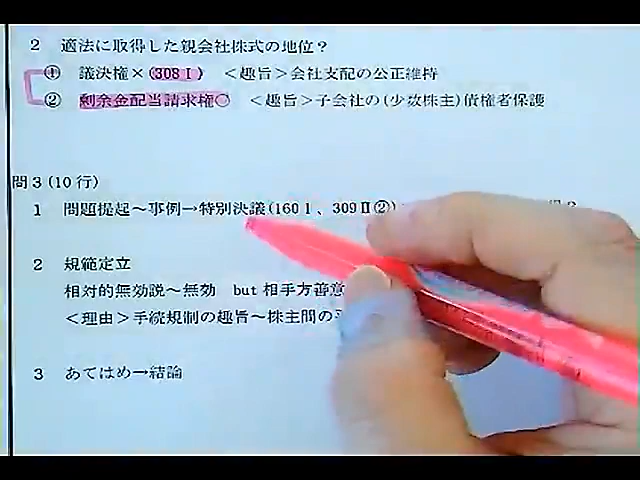 2 適法に取得した親会社株式の地位?
① 議決権×(308Ⅰ) <趣旨>会社支配の公正維持
② 剰余金配当請求権○ <趣旨>子会社の(少数株主)債権者保護
問3(10行)
1 問題提起~事例→特別決議(160Ⅰ、309Ⅱ②)
2 規範定立
相対的無効説~無効 but 相手方善意
<理由>手続規制の趣旨~株主間の
3 あてはめ→結論